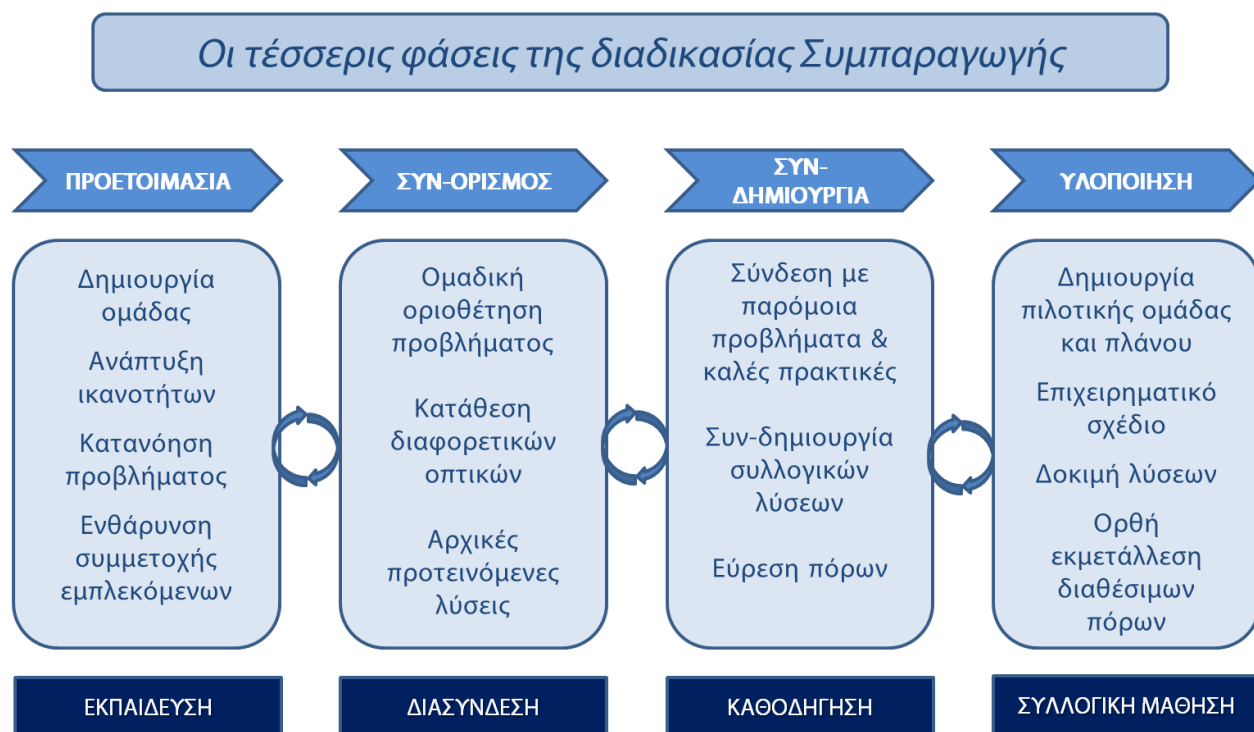 Οι τέσσερις φάσεις της διαδικασίας Συμπαραγωγής
ΠΡΟΕΤΟΙΜΑΣΙΑ
Δημιουργία
ομάδας
Ανάπτυξη
ικανοτήτων
Κατανόηση
προβλήματος
Ενθάρυνση
συμμετοχής
εμπλεκόμενων
ΕΚΠΑΙΔΕΥΣΗ
ΣΥΝ-ΟΡΙΣΜΟΣ
Ομαδική
οριοθέτηση
προβλήματος
Κατάθεση
διαφορετικών
οπτικών
Αρχικές
προτεινόμενες
λύσεις
ΔΙΑΣΥΝΔΕΣΗ
ΣΥΝ-
ΔΗΜΙΟΥΡΓΙΑ
Σύνδεση με
παρόμοια
προβλήματα &
καλές πρακτικές
Συν-δημιουργία
συλλογικών
λύσεων
Εύρεση πόρων
ΚΑΘΟΔΗΓΗΣΗ
ΥΛΟΠΟΙΗΣΗ
Δημιουργία
πιλοτικής ομάδας
και πλάνου
Επιχειρηματικό
σχέδιο
Δοκιμή λύσεων
Ορθή
εκμετάλλεση
διαθέσιμων
πόρων
ΣΥΛΛΟΓΙΚΗ ΜΑΘΗΣΗ